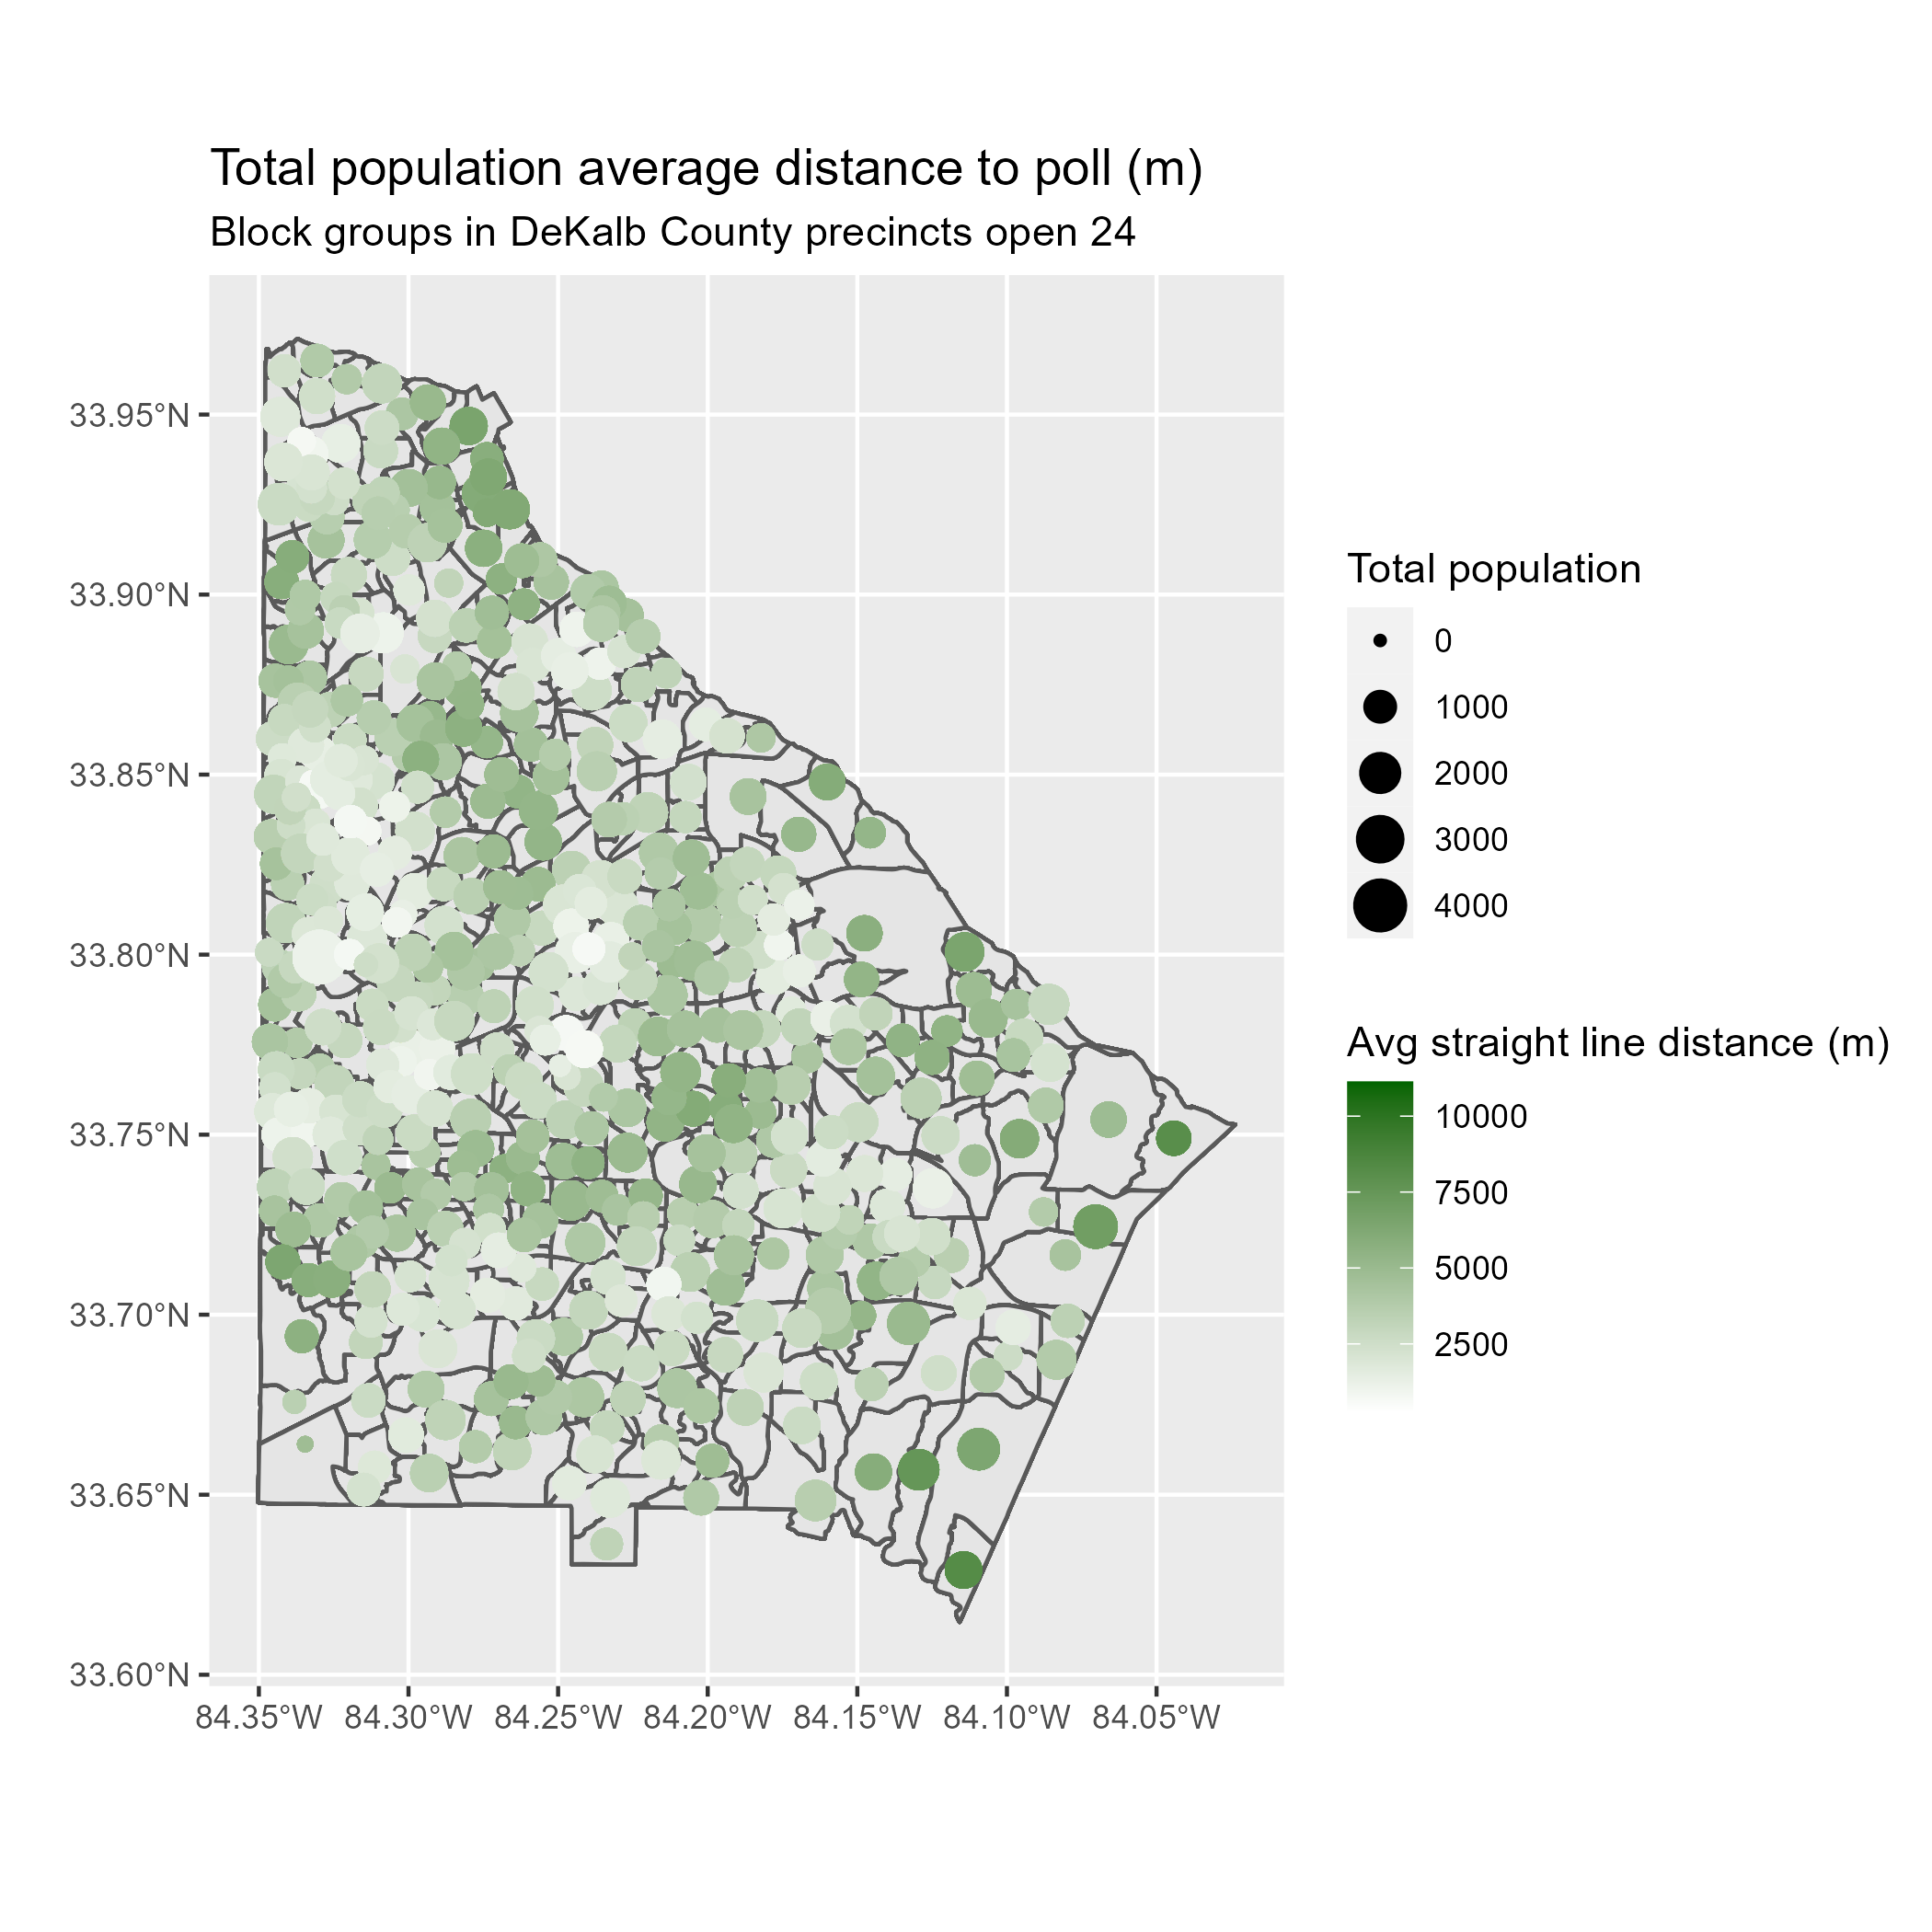 Total population average distance to poll (m)
Block groups in DeKalb County precincts open 24
33.95°N
33.90°N
33.85°N
33.80°N
33.75°N
33.70°N
33.65°N
33.60°N
84.35°W 84.30°W 84.25°W 84.20°W 84.15°W 84.10°W 84.05°W
Total population
0
1000
2000
3000
4000
Avg straight line distance (m)
10000
7500
5000
2500